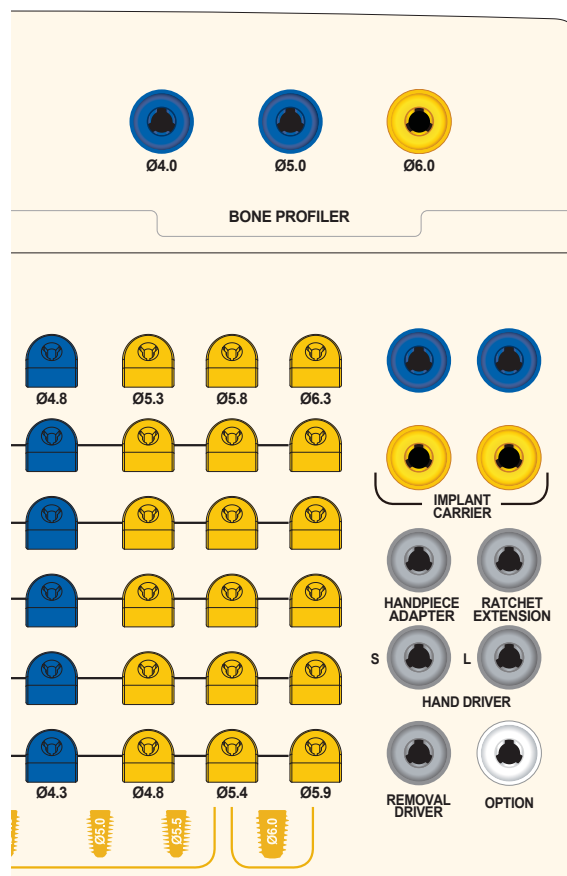 Ø4.0 Ø5.0 Ø6.0
BONE PROFILER
Ø4.8 Ø5.3 Ø5.8 Ø6.3
IMPLANT
CARRIER
HANDPIECE
ADAPTER
RATCHET
EXTENSION
S L
HAND DRIVER
Ø4.3 Ø4.8 Ø5.4 Ø5.9
REMOVAL
DRIVER
OPTION
Ø5.0 Ø5.5 Ø6.0